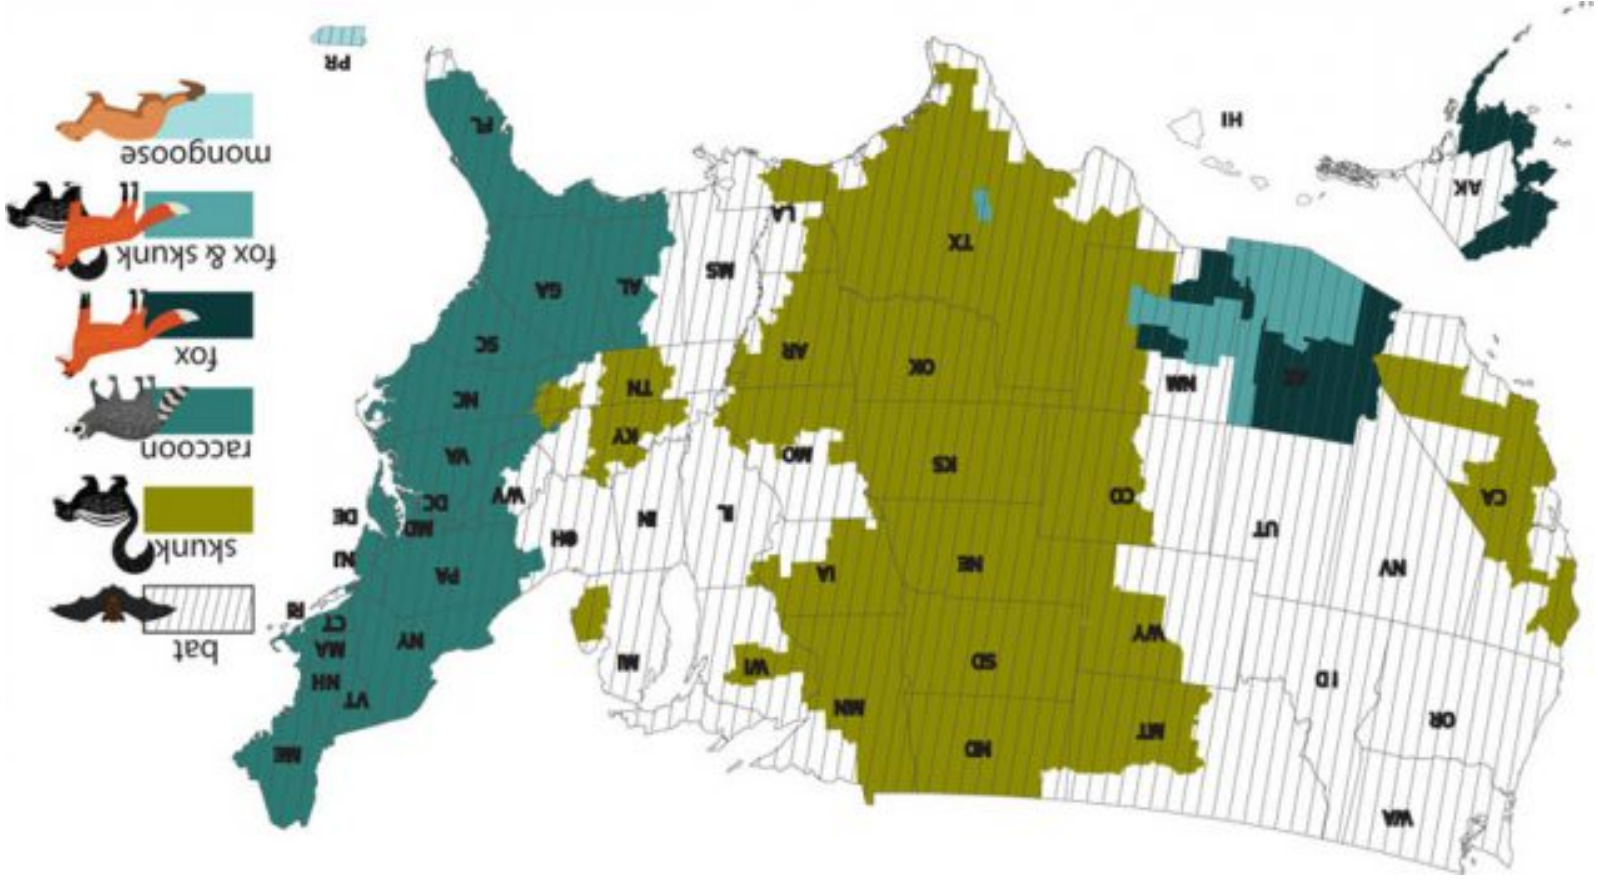 WA
MT
ND
ME
OR
MN
VT
NH
ID
WY
SD
WI
MI
NY
MA
CT
RI
bat
NV
UT
NE
IA
IL
IN
OH
PA
NJ
skunk
CA
CO
KS
MO
WV
MD
DC
DE
KY
VA
raccoon
AZ
NM
OK
AR
TN
NC
SC
fox
TX
LA
MS
AL
GA
fox & skunk
AK
HI
FL
mongoose
PR